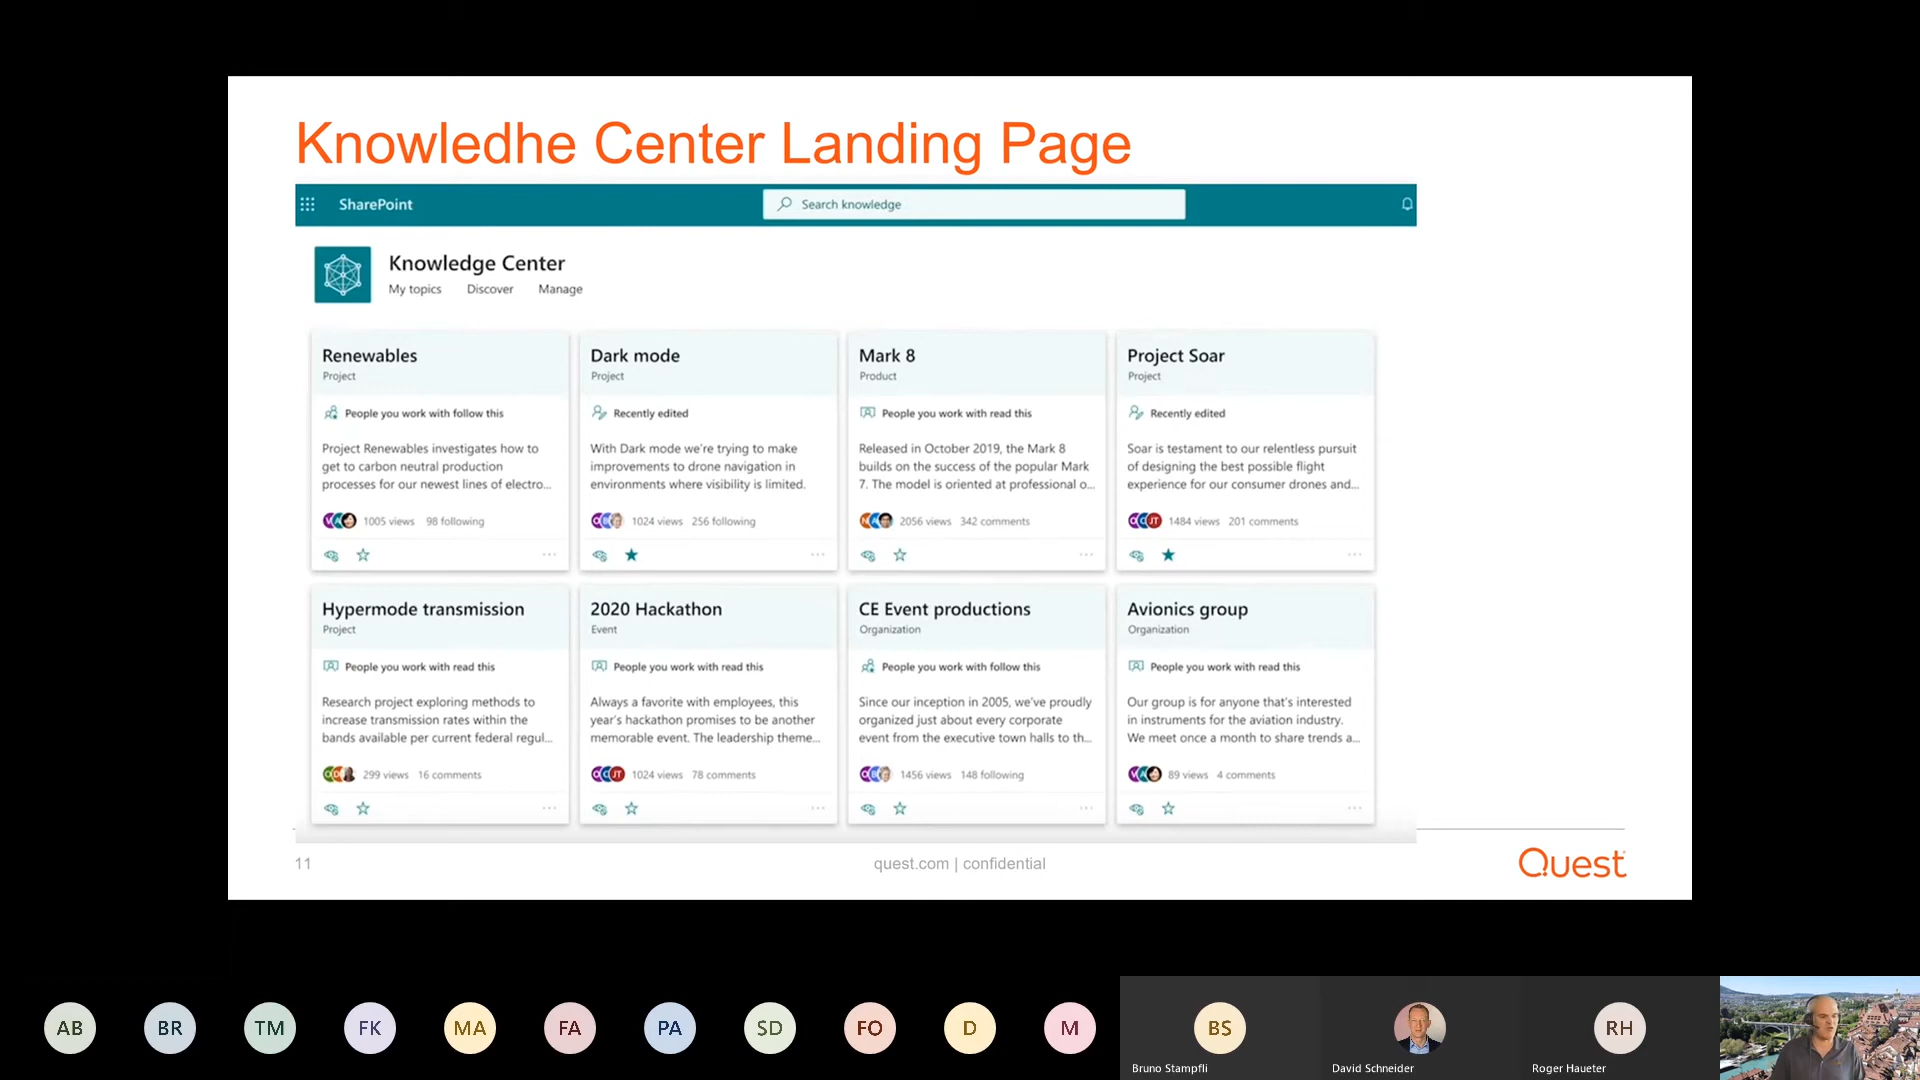 Knowledhe Center Landing Page
SharePoint
Search knowledge
Knowledge Center
My topics Discover Manage
Renewables
Project
People you work with follow this
Project Renewables investigates how to
get to carbon neutral production
processes for our newest lines of electro...
1005 views 98 following
Dark mode
Project
Recently edited
With Dark mode we're trying to make
improvements to drone navigation in
environments where visibility is limited.
1024 views 256 following
Mark 8
Product
People you work with read this
Released in October 2019, the Mark 8
builds on the success of the popular Mark
7. The model is oriented at professional o...
2056 views 342 comments
Project Soar
Project
Recently edited
Soar is testament to our relentless pursuit
of designing the best possible flight
experience for our consumer drones and...
JT
1484 views 201 comments
Hypermode transmission
Project
People you work with read this
Research project exploring methods to
increase transmission rates within the
bands available per current federal regul...
299 views 16 comments
2020 Hackathon
Event
People you work with read this
Always a favorite with employees, this
year's hackathon promises to be another
memorable event. The leadership theme...
JT
1024 views 78 comments
CE Event productions
Organization
People you work with follow this
Since our inception in 2005, we've proudly
organized just about every corporate
event from the executive town halls to th...
1456 views 148 following
Avionics group
Organization
People you work with read this
Our group is for anyone that's interested
in instruments for the aviation industry.
We meet once a month to share trends a...
89 views 4 comments
11
quest.com | confidential
Quest
AB BR TM FK MA FA PA SD FO D M BS RH
Bruno Stampfli David Schneider Roger Haueter